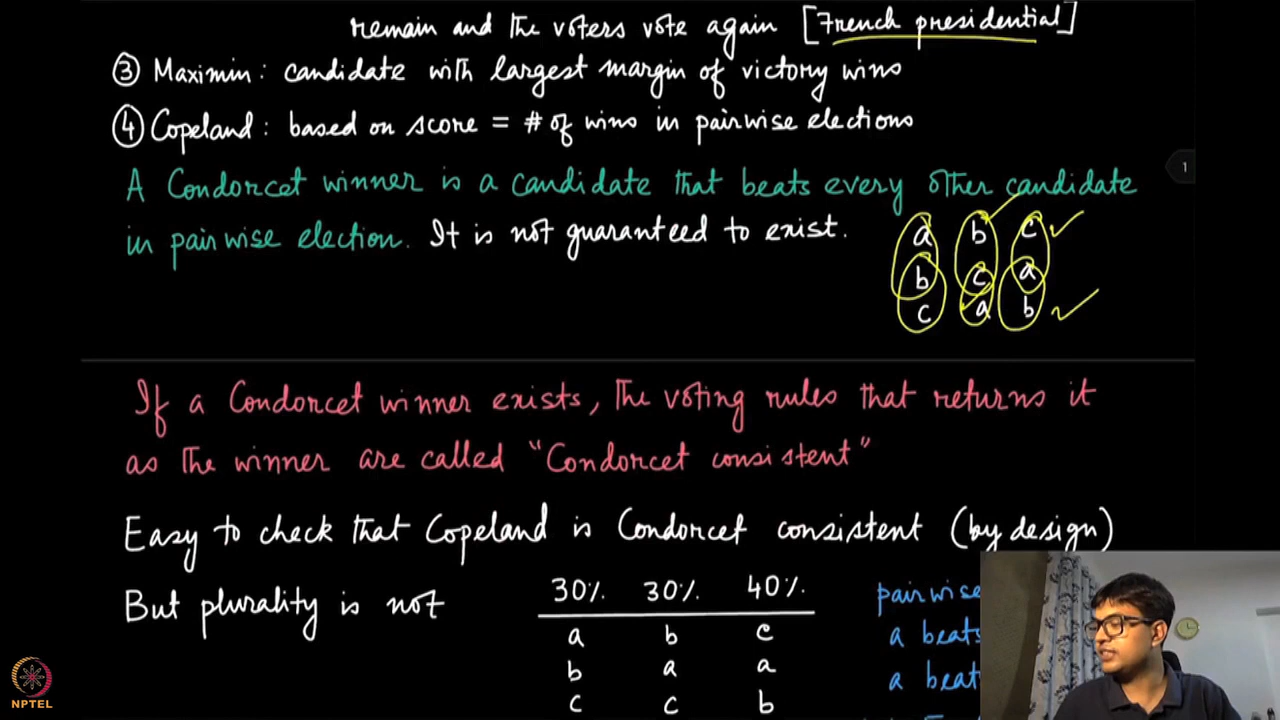 remain and the voters vote again [French presidential]
③ Maximin: candidate with largest margin of victory wins
④ Copeland: based on score = # of wins in pairwise elections
1
A Condorcet winner is a candidate that beats every other candidate
in pairwise election. It is not guaranteed to exist.
a b c
b c a
c a b
If a Condorcet winner exists, the voting rules that returns it
as the winner are called "Condorcet consistent"
Easy to check that Copeland is Condorcet consistent (by design)
But plurality is not
30%. 30%. 40%.
a b c
b a a
c c b
pairwise
a beats
a beat
NPTEL